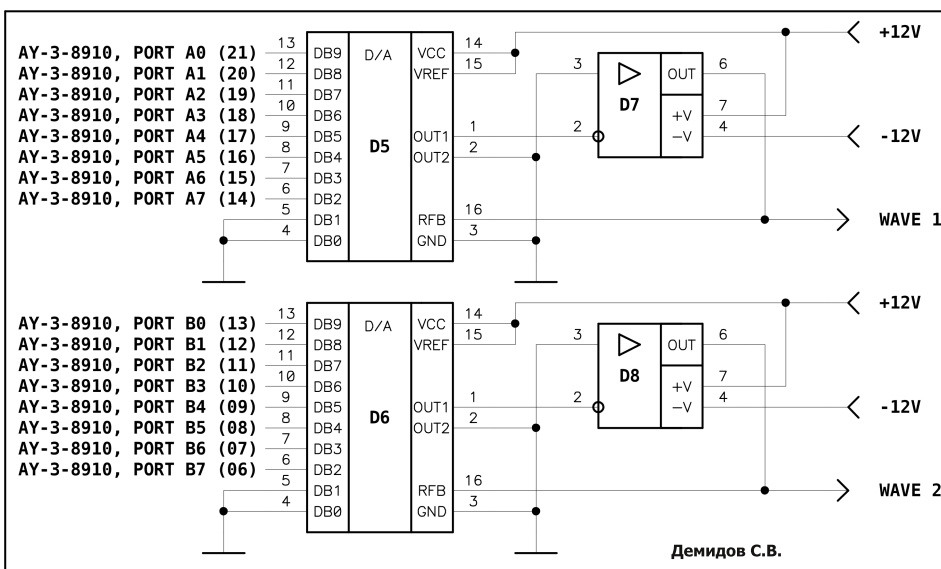 +12V
AY-3-8910, PORT A0 (21) 13 DB9 D/A VCC 14
AY-3-8910, PORT A1 (20) 12 DB8 VREF 15 3 OUT 6
AY-3-8910, PORT A2 (19) 11 DB7 D7
AY-3-8910, PORT A3 (18) 10 DB6 +V 7
AY-3-8910, PORT A4 (17) 9 DB5 D5 OUT1 1 2 -V 4 -12V
AY-3-8910, PORT A5 (16) 8 DB4 OUT2 2
AY-3-8910, PORT A6 (15) 7 DB3
AY-3-8910, PORT A7 (14) 6 DB2
5 DB1 RFB 16 WAVE 1
4 DB0 GND 3
+12V
AY-3-8910, PORT B0 (13) 13 DB9 D/A VCC 14
AY-3-8910, PORT B1 (12) 12 DB8 VREF 15 3 OUT 6
AY-3-8910, PORT B2 (11) 11 DB7 D8
AY-3-8910, PORT B3 (10) 10 DB6 +V 7
AY-3-8910, PORT B4 (09) 9 DB5 D6 OUT1 1 2 -V 4 -12V
AY-3-8910, PORT B5 (08) 8 DB4 OUT2 2
AY-3-8910, PORT B6 (07) 7 DB3
AY-3-8910, PORT B7 (06) 6 DB2
5 DB1 RFB 16 WAVE 2
4 DB0 GND 3
Демидов С.В.